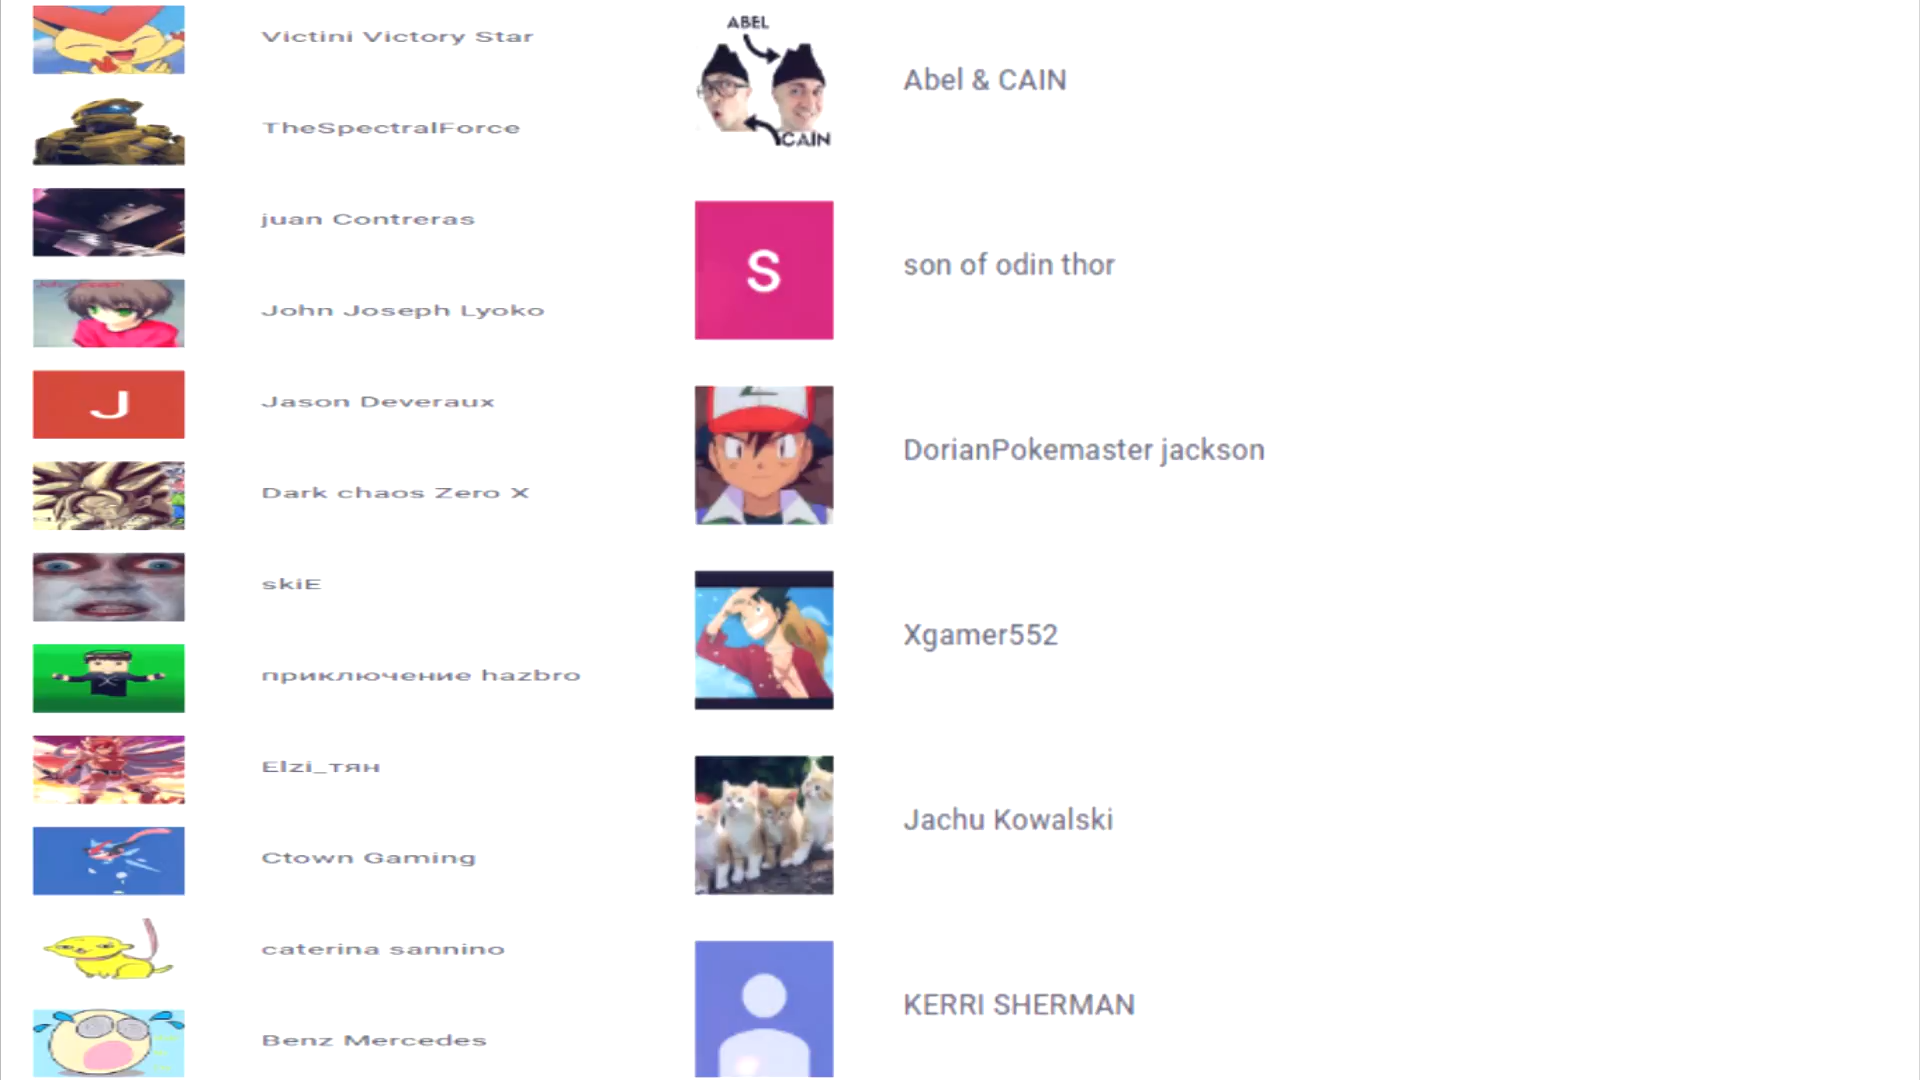 Victini Victory Star
TheSpectralForce
juan Contreras
John Joseph Lyoko
J
Jason Deveraux
Dark chaos Zero X
skiE
приключение hazbro
Elzi_тян
Ctown Gaming
caterina sannino
Benz Mercedes
ABEL
CAIN
Abel & CAIN
S
son of odin thor
DorianPokemaster jackson
Xgamer552
Jachu Kowalski
KERRI SHERMAN